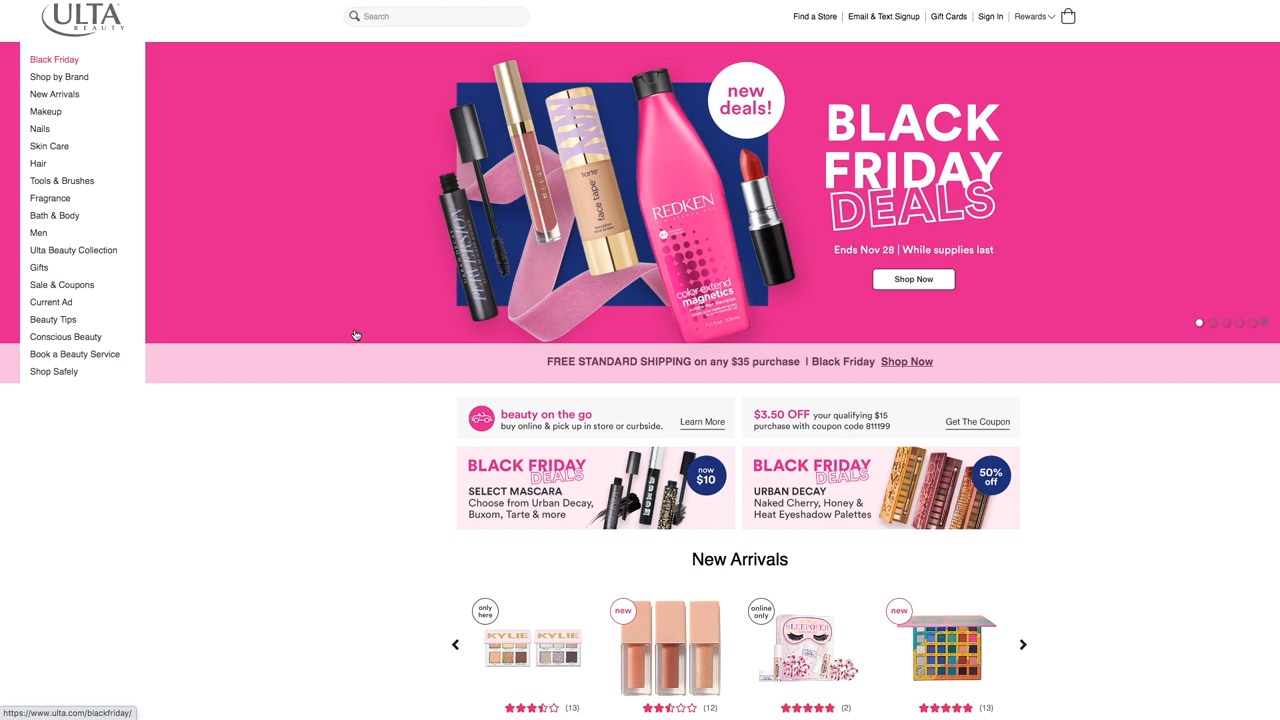 ULTA
BEAUTY
Search
Find a Store
Email & Text Signup
Gift Cards
Sign In
Rewards
Black Friday
Shop by Brand
New Arrivals
Makeup
Nails
Skin Care
Hair
Tools & Brushes
Fragrance
Bath & Body
Men
Ulta Beauty Collection
Gifts
Sale & Coupons
Current Ad
Beauty Tips
Conscious Beauty
Book a Beauty Service
Shop Safely
new
deals!
BLACK
FRIDAY
DEALS
Ends Nov 28 | While supplies last
Shop Now
STILA
tarte
face tape
REDKEN
color extend
magnetics
MAC
FREE STANDARD SHIPPING on any $35 purchase | Black Friday Shop Now
beauty on the go
buy online & pick up in store or curbside.
Learn More
$3.50 OFF your qualifying $15
purchase with coupon code 811199
Get The Coupon
BLACK FRIDAY
DEALS
SELECT MASCARA
Choose from Urban Decay,
Buxom, Tarte & more
now
$10
BLACK FRIDAY
DEALS
URBAN DECAY
Naked Cherry, Honey &
Heat Eyeshadow Palettes
50%
off
New Arrivals
only
here
KYLIE KYLIE
(13)
new
(12)
online
only
SLEEPOVER
(2)
new
(13)
https://www.ulta.com/blackfriday/